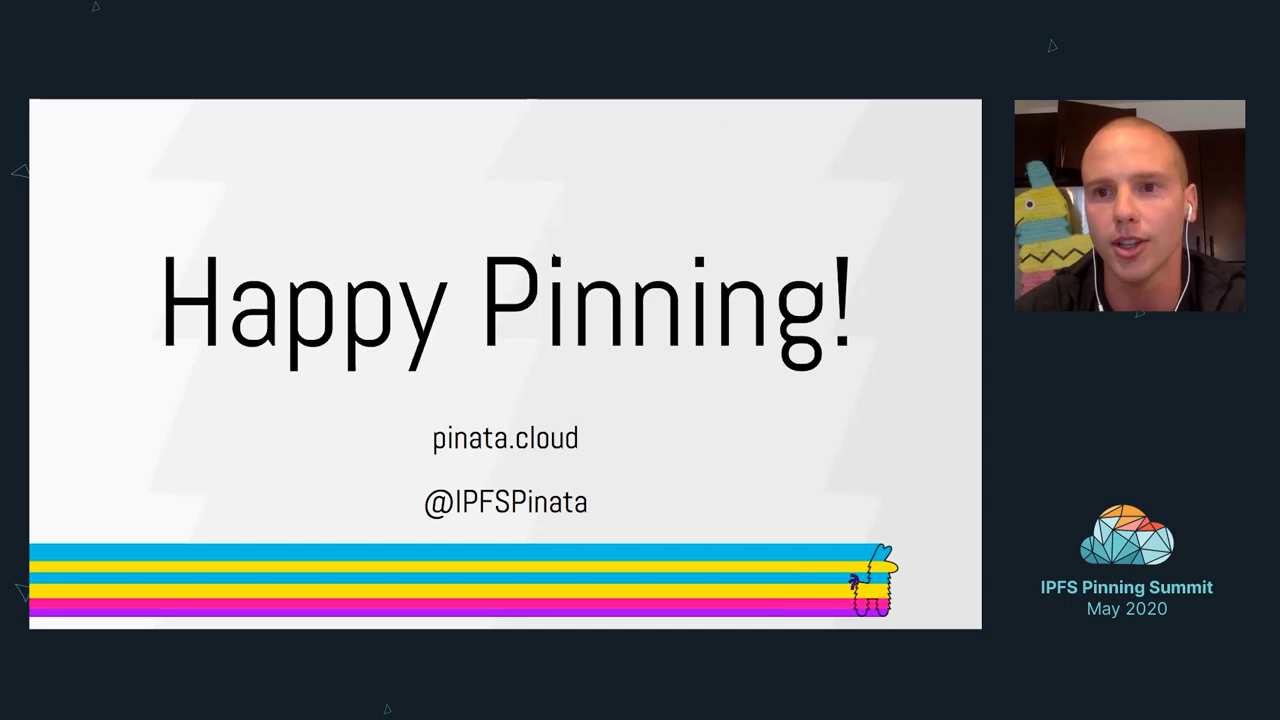 Happy Pinning!
pinata.cloud
@IPFSPinata
IPFS Pinning Summit
May 2020